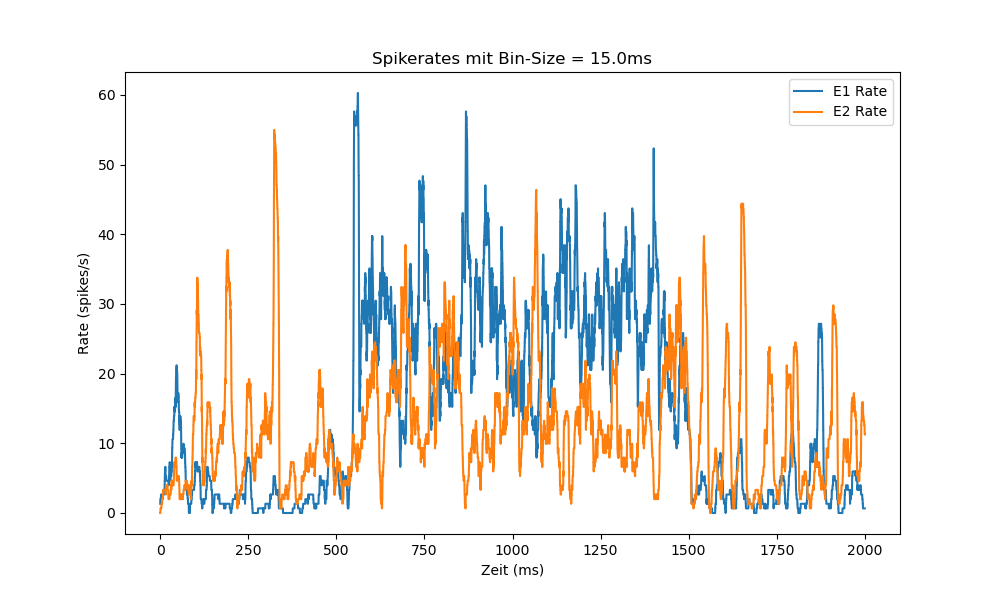 Spikerates mit Bin-Size = 15.0ms
E1 Rate
E2 Rate
60
50
40
30
20
10
0
Rate (spikes/s)
0 250 500 750 1000 1250 1500 1750 2000
Zeit (ms)